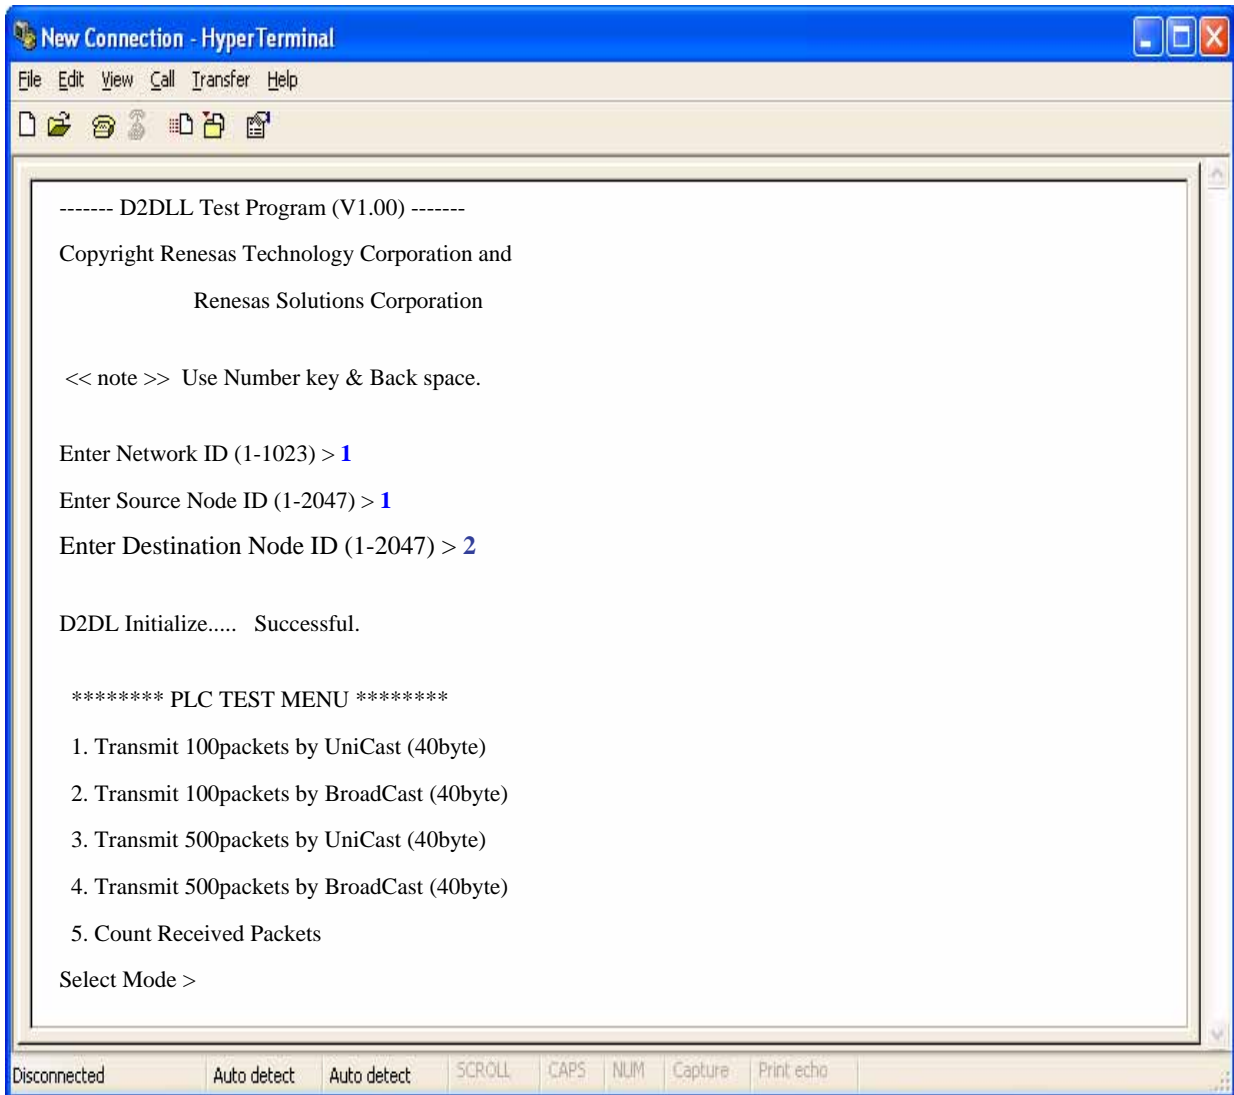 New Connection - HyperTerminal
File Edit View Call Transfer Help
------- D2DLL Test Program (V1.00) -------
Copyright Renesas Technology Corporation and
Renesas Solutions Corporation
<< note >> Use Number key & Back space.
Enter Network ID (1-1023) > 1
Enter Source Node ID (1-2047) > 1
Enter Destination Node ID (1-2047) > 2
D2DL Initialize..... Successful.
******** PLC TEST MENU ********
1. Transmit 100packets by UniCast (40byte)
2. Transmit 100packets by BroadCast (40byte)
3. Transmit 500packets by UniCast (40byte)
4. Transmit 500packets by BroadCast (40byte)
5. Count Received Packets
Select Mode >
Disconnected Auto detect Auto detect SCROLL CAPS NUM Capture Print echo